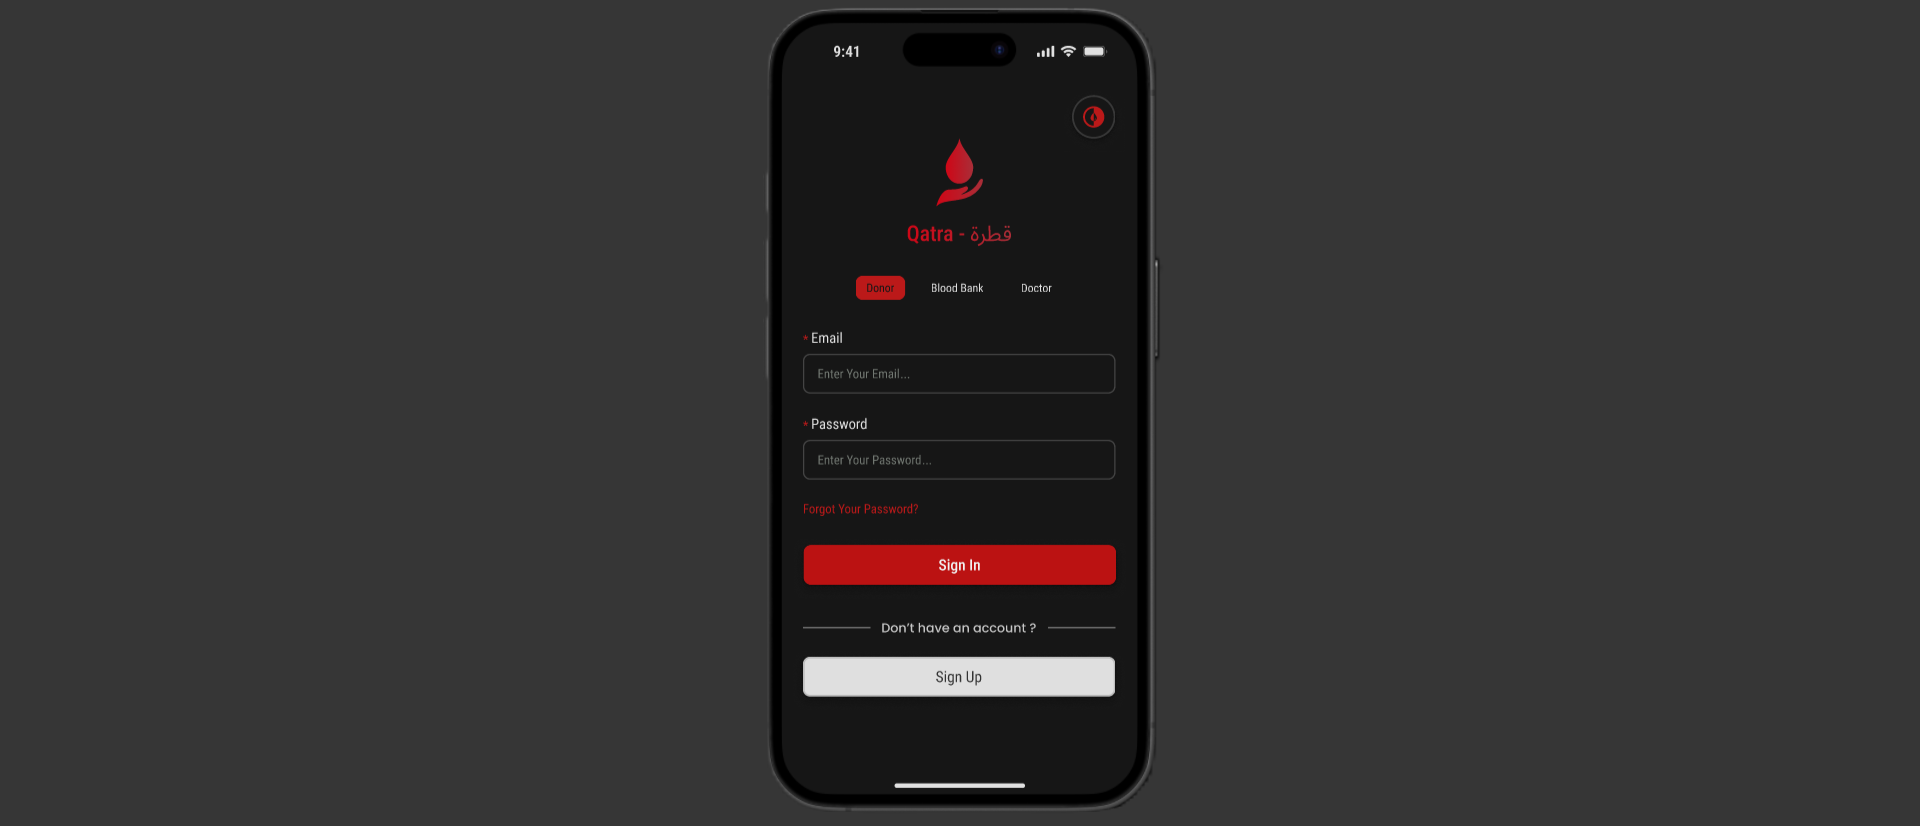 9:41
Qatra - قطرة
Donor Blood Bank Doctor
* Email
Enter Your Email...
* Password
Enter Your Password...
Forgot Your Password?
Sign In
Don't have an account ?
Sign Up